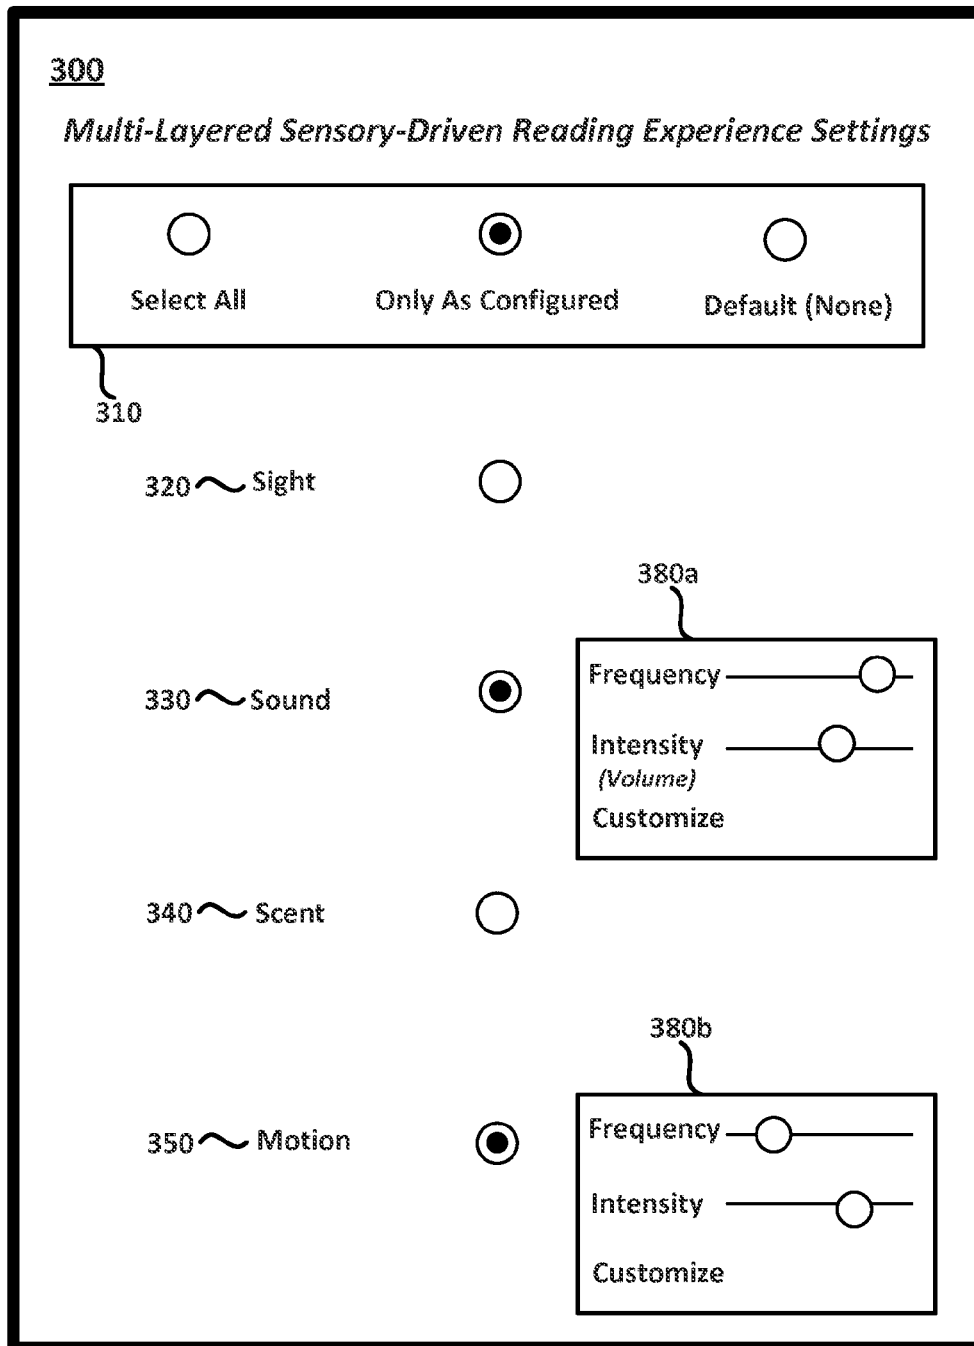 300
Multi-Layered Sensory-Driven Reading Experience Settings
Select All Only As Configured Default (None)
310
320 Sight
380a
330 Sound
Frequency
Intensity
(Volume)
Customize
340 Scent
380b
350 Motion
Frequency
Intensity
Customize